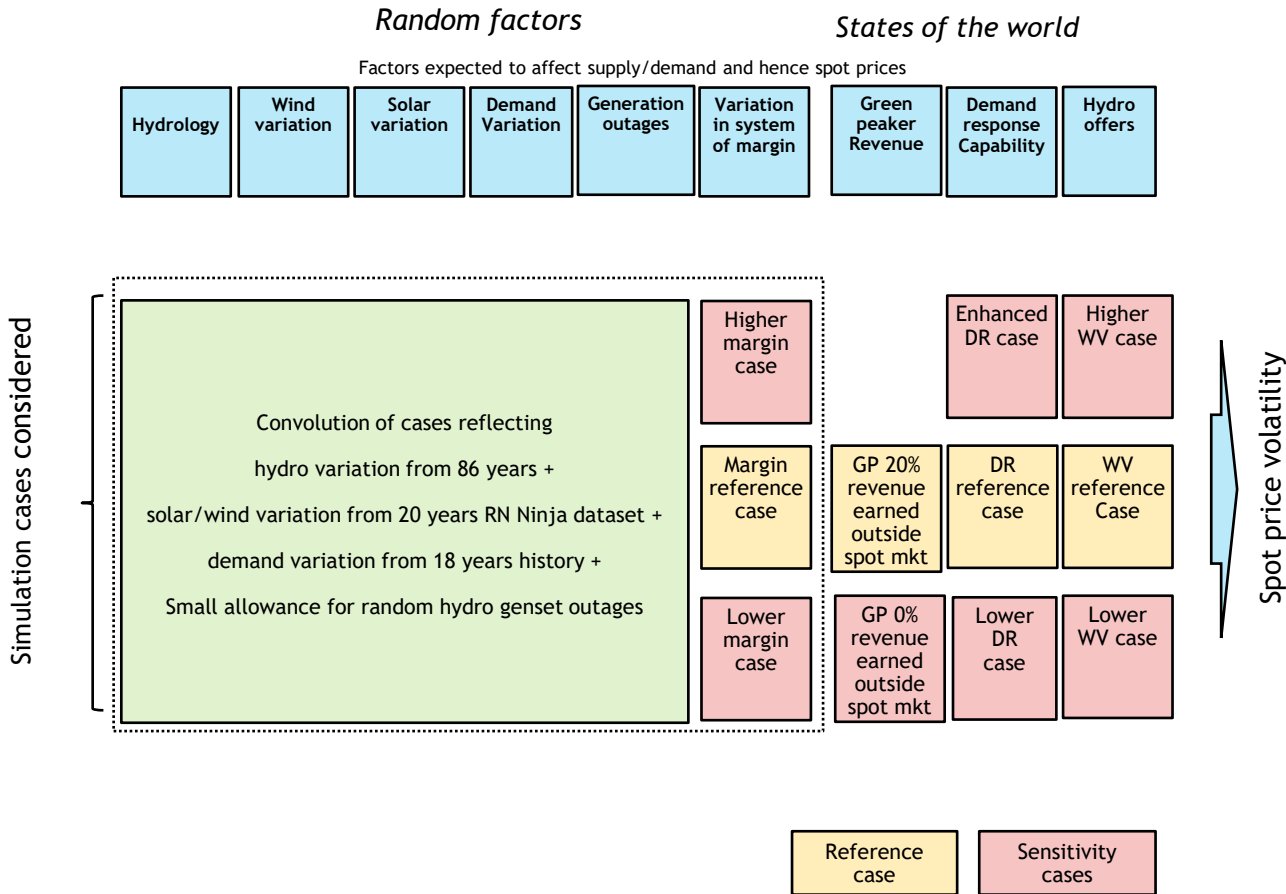 Random factors
States of the world
Factors expected to affect supply/demand and hence spot prices
Hydrology
Wind
variation
Solar
variation
Demand
Variation
Generation
outages
Variation
in system
of margin
Green
peaker
Revenue
Demand
response
Capability
Hydro
offers
Simulation cases considered
Convolution of cases reflecting
hydro variation from 86 years +
solar/wind variation from 20 years RN Ninja dataset +
demand variation from 18 years history +
Small allowance for random hydro genset outages
Higher
margin
case
Enhanced
DR case
Higher
WV case
Margin
reference
case
GP 20%
revenue
earned
outside
spot mkt
DR
reference
case
WV
reference
Case
Lower
margin
case
GP 0%
revenue
earned
outside
spot mkt
Lower
DR
case
Lower
WV case
Spot price volatility
Reference
case
Sensitivity
cases